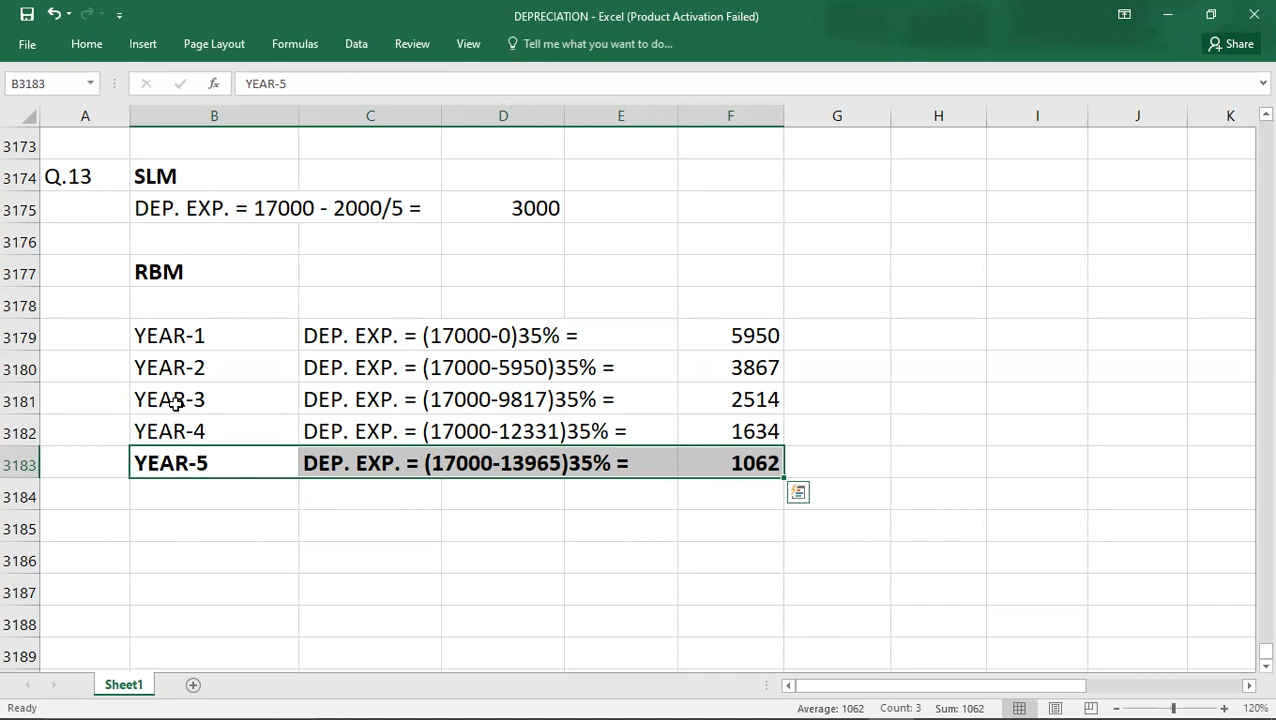 DEPRECIATION - Excel (Product Activation Failed)
File Home Insert Page Layout Formulas Data Review View Tell me what you want to do... Share
B3183 fx YEAR-5
A B C D E F G H I J K
3173
3174 Q.13 SLM
3175 DEP. EXP. = 17000 - 2000/5 = 3000
3176
3177 RBM
3178
3179 YEAR-1 DEP. EXP. = (17000-0)35% = 5950
3180 YEAR-2 DEP. EXP. = (17000-5950)35% = 3867
3181 YEAR-3 DEP. EXP. = (17000-9817)35% = 2514
3182 YEAR-4 DEP. EXP. = (17000-12331)35% = 1634
3183 YEAR-5 DEP. EXP. = (17000-13965)35% = 1062
3184
3185
3186
3187
3188
3189
Sheet1
Ready Average: 1062 Count: 3 Sum: 1062 120%